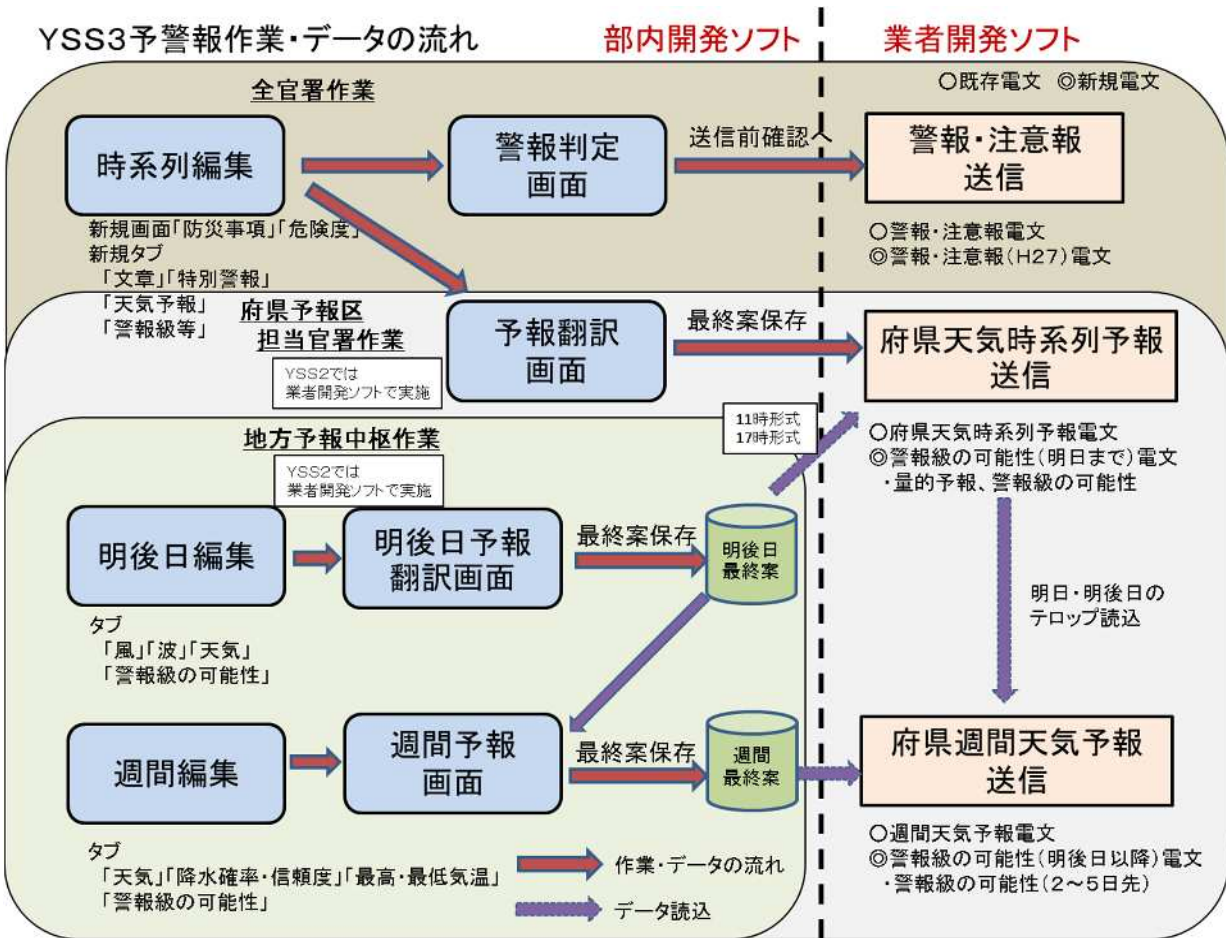 YSS3予警報作業・データの流れ
部内開発ソフト
業者開発ソフト
全官署作業
○既存電文 ◎新規電文
時系列編集
警報判定
画面
送信前確認へ
警報・注意報
送信
新規画面「防災事項」「危険度」
新規タブ
「文章」「特別警報」
「天気予報」
「警報級等」
○警報・注意報電文
◎警報・注意報(H27)電文
府県予報区
担当官署作業
YSS2では
業者開発ソフトで実施
予報翻訳
画面
最終案保存
府県天気時系列予報
送信
11時形式
17時形式
○府県天気時系列予報電文
◎警報級の可能性(明日まで)電文
・量的予報、警報級の可能性
地方予報中枢作業
YSS2では
業者開発ソフトで実施
明後日編集
明後日予報
翻訳画面
最終案保存
明後日
最終案
タブ
「風」「波」「天気」
「警報級の可能性」
明日・明後日の
テロップ読込
週間編集
週間予報
画面
最終案保存
週間
最終案
府県週間天気予報
送信
タブ
「天気」「降水確率・信頼度」「最高・最低気温」
「警報級の可能性」
作業・データの流れ
データ読込
○週間天気予報電文
◎警報級の可能性(明後日以降)電文
・警報級の可能性(2～5日先)